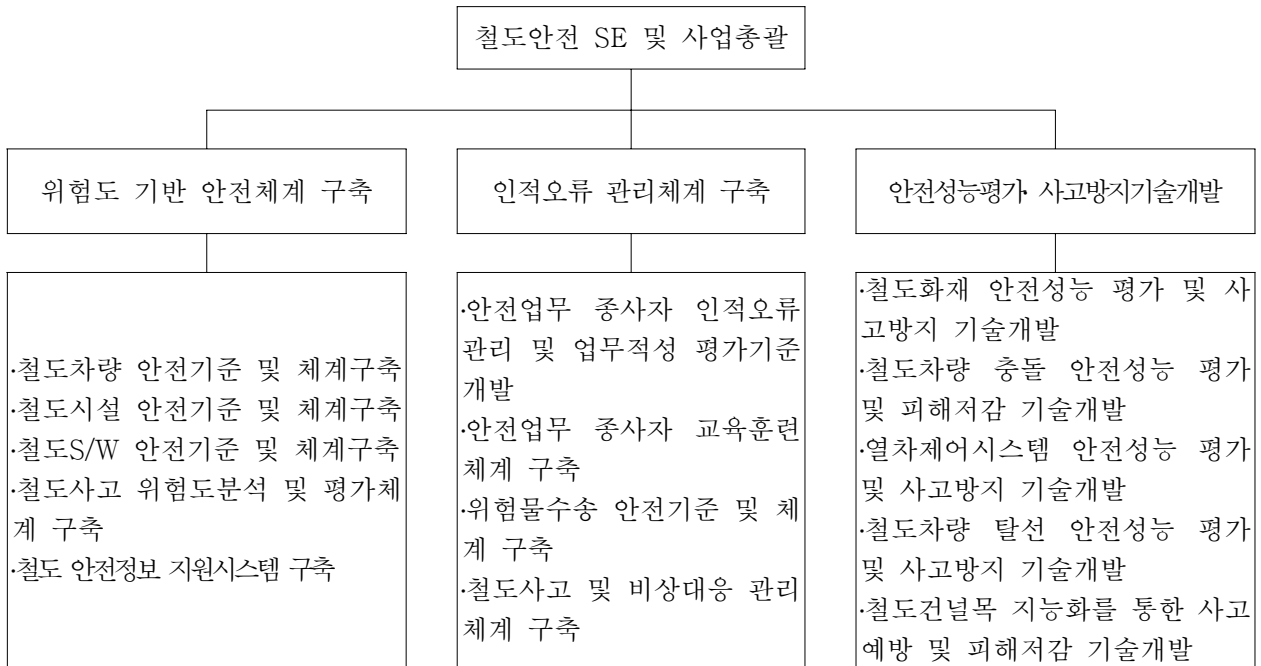 철도안전 SE 및 사업총괄
위험도 기반 안전체계 구축
인적오류 관리체계 구축
안전성능평가· 사고방지기술개발
·철도차량 안전기준 및 체계구축
·철도시설 안전기준 및 체계구축
·철도S/W 안전기준 및 체계구축
·철도사고 위험도분석 및 평가체
계 구축
·철도 안전정보 지원시스템 구축
·안전업무 종사자 인적오류
관리 및 업무적성 평가기준
개발
·안전업무 종사자 교육훈련
체계 구축
·위험물수송 안전기준 및 체
계 구축
·철도사고 및 비상대응 관리
체계 구축
·철도화재 안전성능 평가 및 사
고방지 기술개발
·철도차량 충돌 안전성능 평가
및 피해저감 기술개발
·열차제어시스템 안전성능 평가
및 사고방지 기술개발
·철도차량 탈선 안전성능 평가
및 사고방지 기술개발
·철도건널목 지능화를 통한 사고
예방 및 피해저감 기술개발